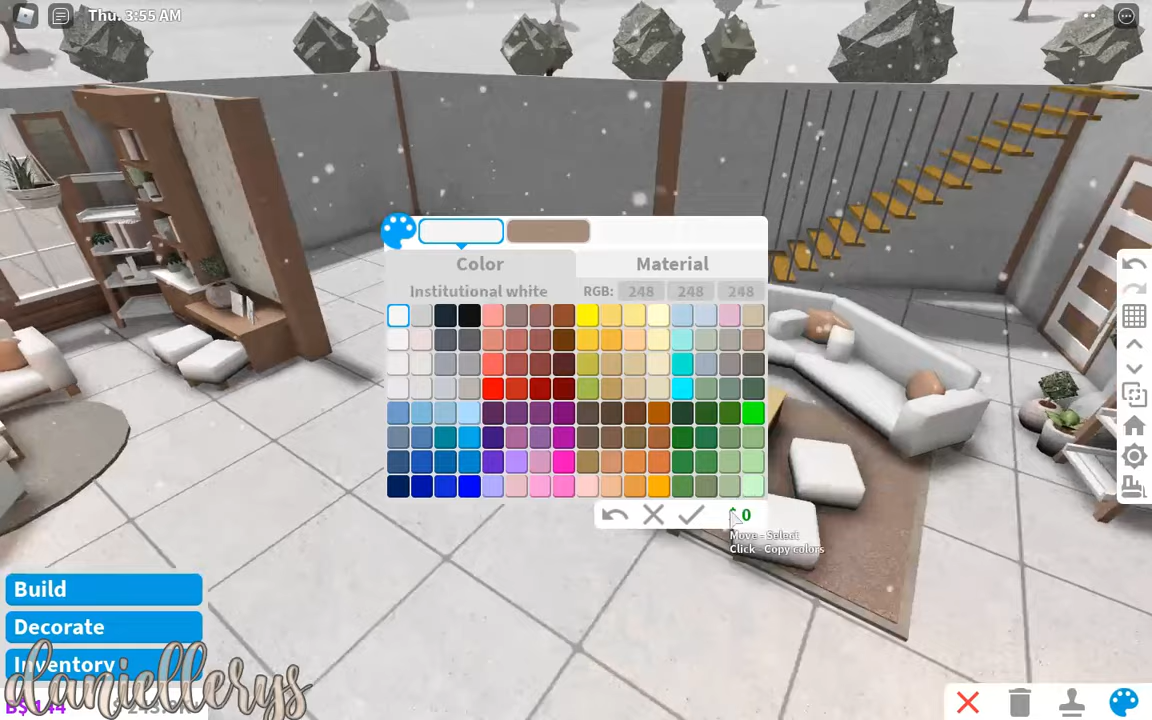 Thu. 3:55 AM
Color
Material
Institutional white
RGB: 248 248 248
$0
Move - Select
Click - Copy colors
Build
Decorate
Inventory
daniellerys
B$ 144